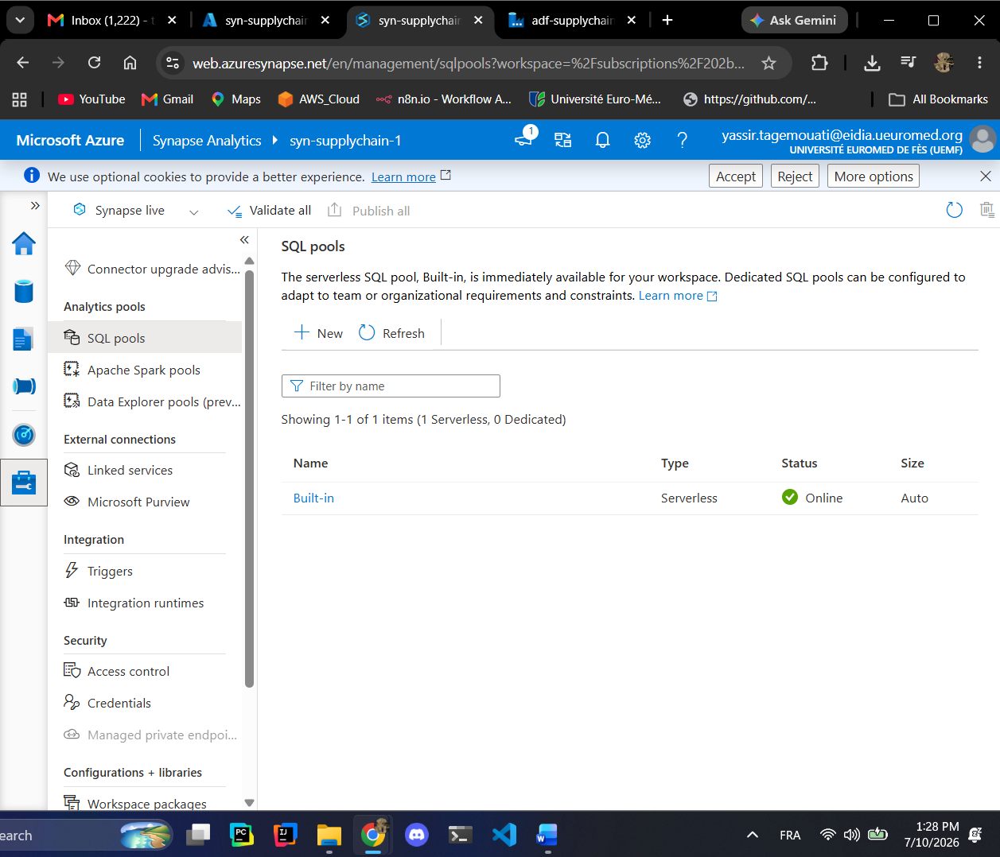 Inbox (1,222) -
syn-supplychain
syn-supplychain
adf-supplychain
Ask Gemini
web.azuresynapse.net/en/management/sqlpools?workspace=%2Fsubscriptions%2F202b...
YouTube
Gmail
Maps
AWS_Cloud
n8n.io - Workflow A...
Université Euro-Mé...
https://github.com/...
All Bookmarks
Microsoft Azure
Synapse Analytics
syn-supplychain-1
1
yassir.tagemouati@eidia.ueuromed.org
UNIVERSITÉ EUROMED DE FÈS (UEMF)
We use optional cookies to provide a better experience. Learn more
Accept
Reject
More options
Synapse live
Validate all
Publish all
Connector upgrade advis...
Analytics pools
SQL pools
Apache Spark pools
Data Explorer pools (prev...
External connections
Linked services
Microsoft Purview
Integration
Triggers
Integration runtimes
Security
Access control
Credentials
Managed private endpoi...
Configurations + libraries
Workspace packages
SQL pools
The serverless SQL pool, Built-in, is immediately available for your workspace. Dedicated SQL pools can be configured to
adapt to team or organizational requirements and constraints. Learn more
New
Refresh
Filter by name
Showing 1-1 of 1 items (1 Serverless, 0 Dedicated)
Name Type Status Size
Built-in Serverless Online Auto
earch
PC
IJ
W
FRA
1:28 PM
7/10/2026